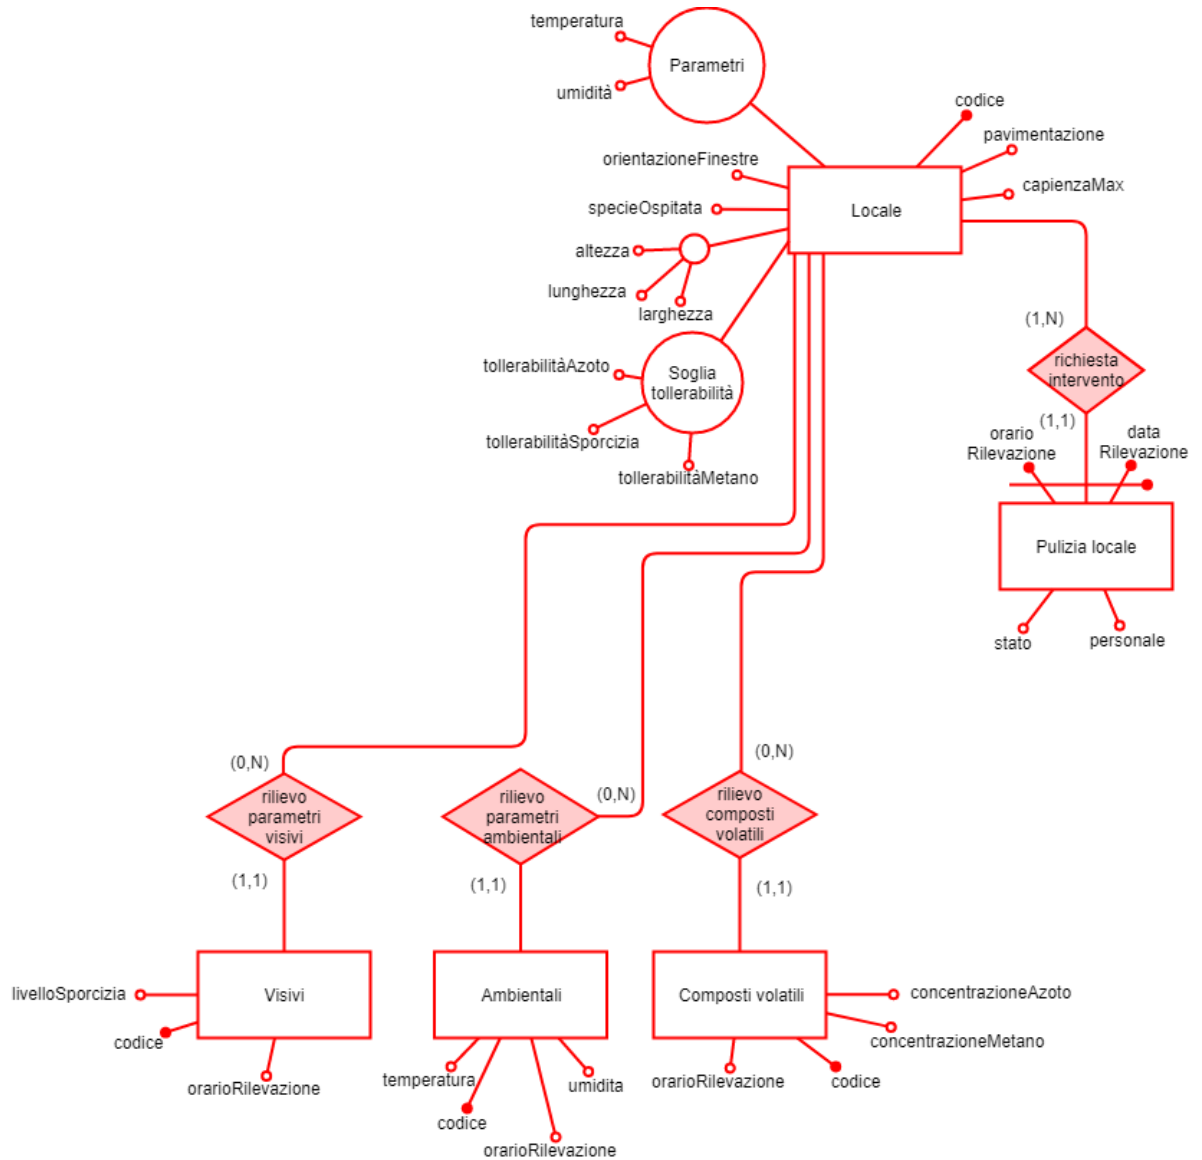 temperatura
Parametri
umidità
codice
pavimentazione
orientazioneFinestre
capienzaMax
specieOspitata
Locale
altezza
lunghezza
larghezza
(1,N)
tollerabilitàAzoto
Soglia
tollerabilità
richiesta
intervento
(1,1)
orario
Rilevazione
data
Rilevazione
tollerabilitàSporcizia
tollerabilitàMetano
Pulizia locale
stato
personale
(0,N)
rilievo
parametri
visivi
(0,N)
rilievo
parametri
ambientali
(0,N)
rilievo
composti
volatili
(1,1)
(1,1)
(1,1)
livelloSporcizia
Visivi
codice
orarioRilevazione
Ambientali
temperatura
codice
umidita
orarioRilevazione
Composti volatili
concentrazioneAzoto
concentrazioneMetano
orarioRilevazione
codice